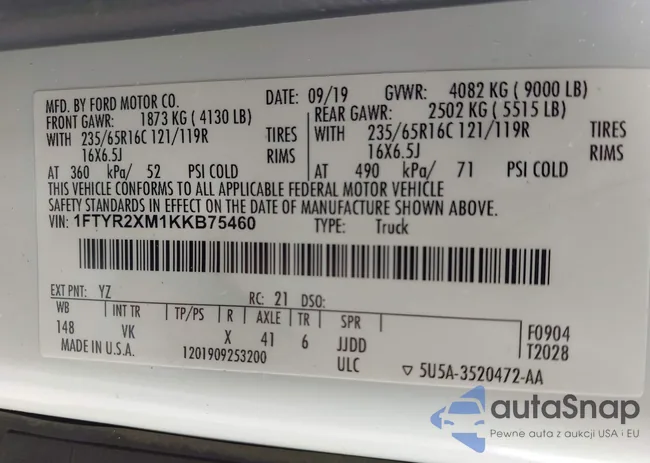 MFD. BY FORD MOTOR CO. DATE: 09/19 GVWR: 4082 KG ( 9000 LB)
FRONT GAWR: 1873 KG ( 4130 LB) REAR GAWR: 2502 KG ( 5515 LB)
WITH 235/65R16C 121/119R TIRES WITH 235/65R16C 121/119R TIRES
16X6.5J RIMS 16X6.5J RIMS
AT 360 kPa/ 52 PSI COLD AT 490 kPa/ 71 PSI COLD
THIS VEHICLE CONFORMS TO ALL APPLICABLE FEDERAL MOTOR VEHICLE
SAFETY STANDARDS IN EFFECT ON THE DATE OF MANUFACTURE SHOWN ABOVE.
VIN: 1FTYR2XM1KKB75460 TYPE: Truck
EXT PNT: YZ RC: 21 DSO:
WB INT TR TP/PS R AXLE TR SPR
148 VK X 41 6 JJDD F0904
MADE IN U.S.A. 1201909253200 ULC T2028
▽ 5U5A-3520472-AA
autaSnap
Pewne auta z aukcji USA i EU